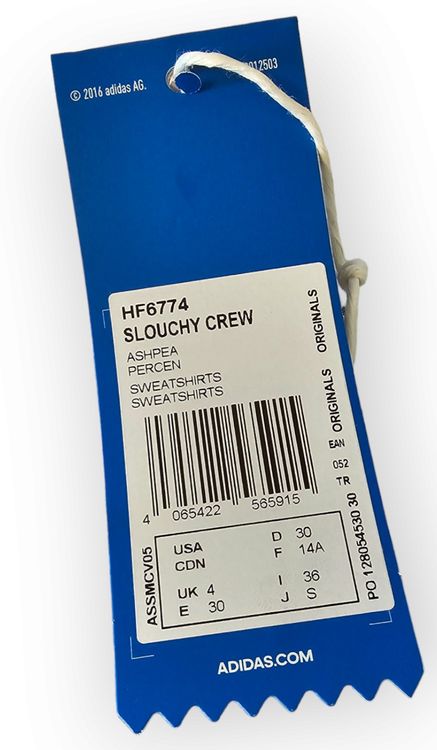 © 2016 adidas AG.
HF6774
SLOUCHY CREW
ASHPEA
PERCEN
SWEATSHIRTS
SWEATSHIRTS
ORIGINALS
ORIGINALS
EAN
052
TR
PO 128054530 30
4 065422 565915
ASSMCV05
USA D 30
CDN F 14A
UK 4 I 36
E 30 J S
ADIDAS.COM